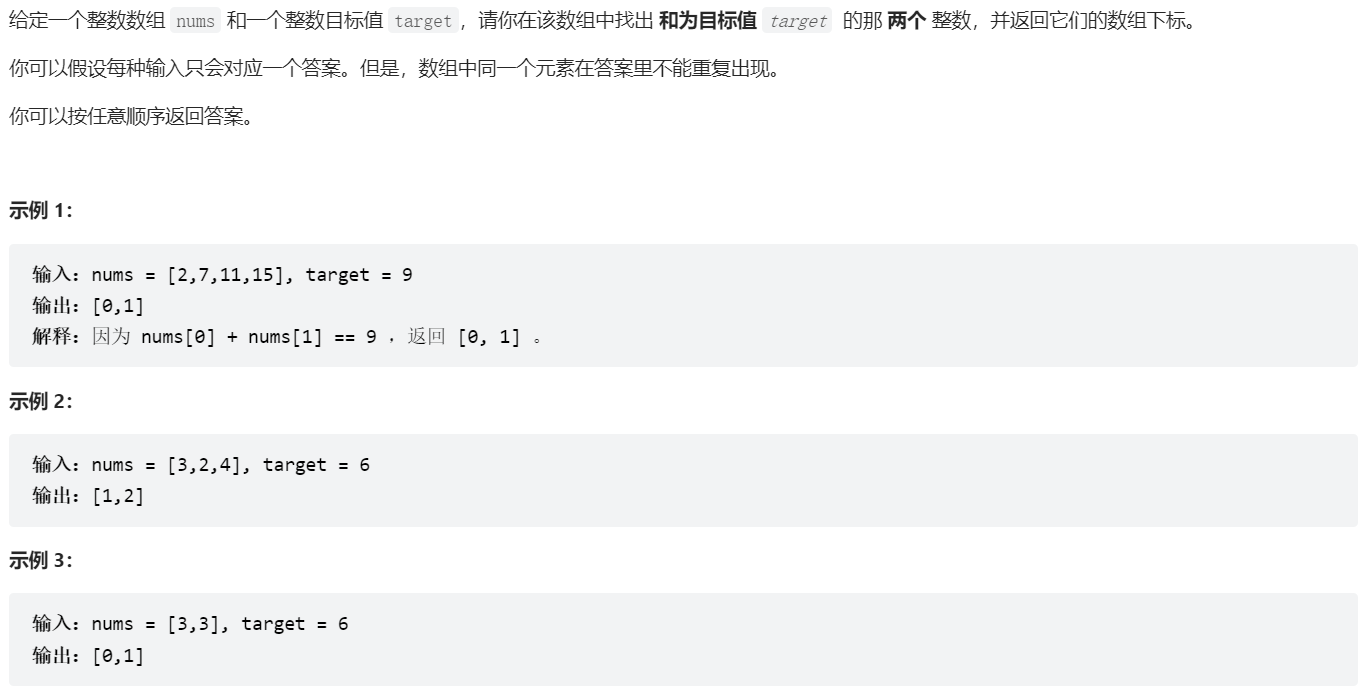 给定一个整数数组 nums 和一个整数目标值 target，请你在该数组中找出 和为目标值 target 的那 两个 整数，并返回它们的数组下标。
你可以假设每种输入只会对应一个答案。但是，数组中同一个元素在答案里不能重复出现。
你可以按任意顺序返回答案。
示例 1：
输入：nums = [2,7,11,15], target = 9
输出：[0,1]
解释：因为 nums[0] + nums[1] == 9 ，返回 [0, 1] 。
示例 2：
输入：nums = [3,2,4], target = 6
输出：[1,2]
示例 3：
输入：nums = [3,3], target = 6
输出：[0,1]